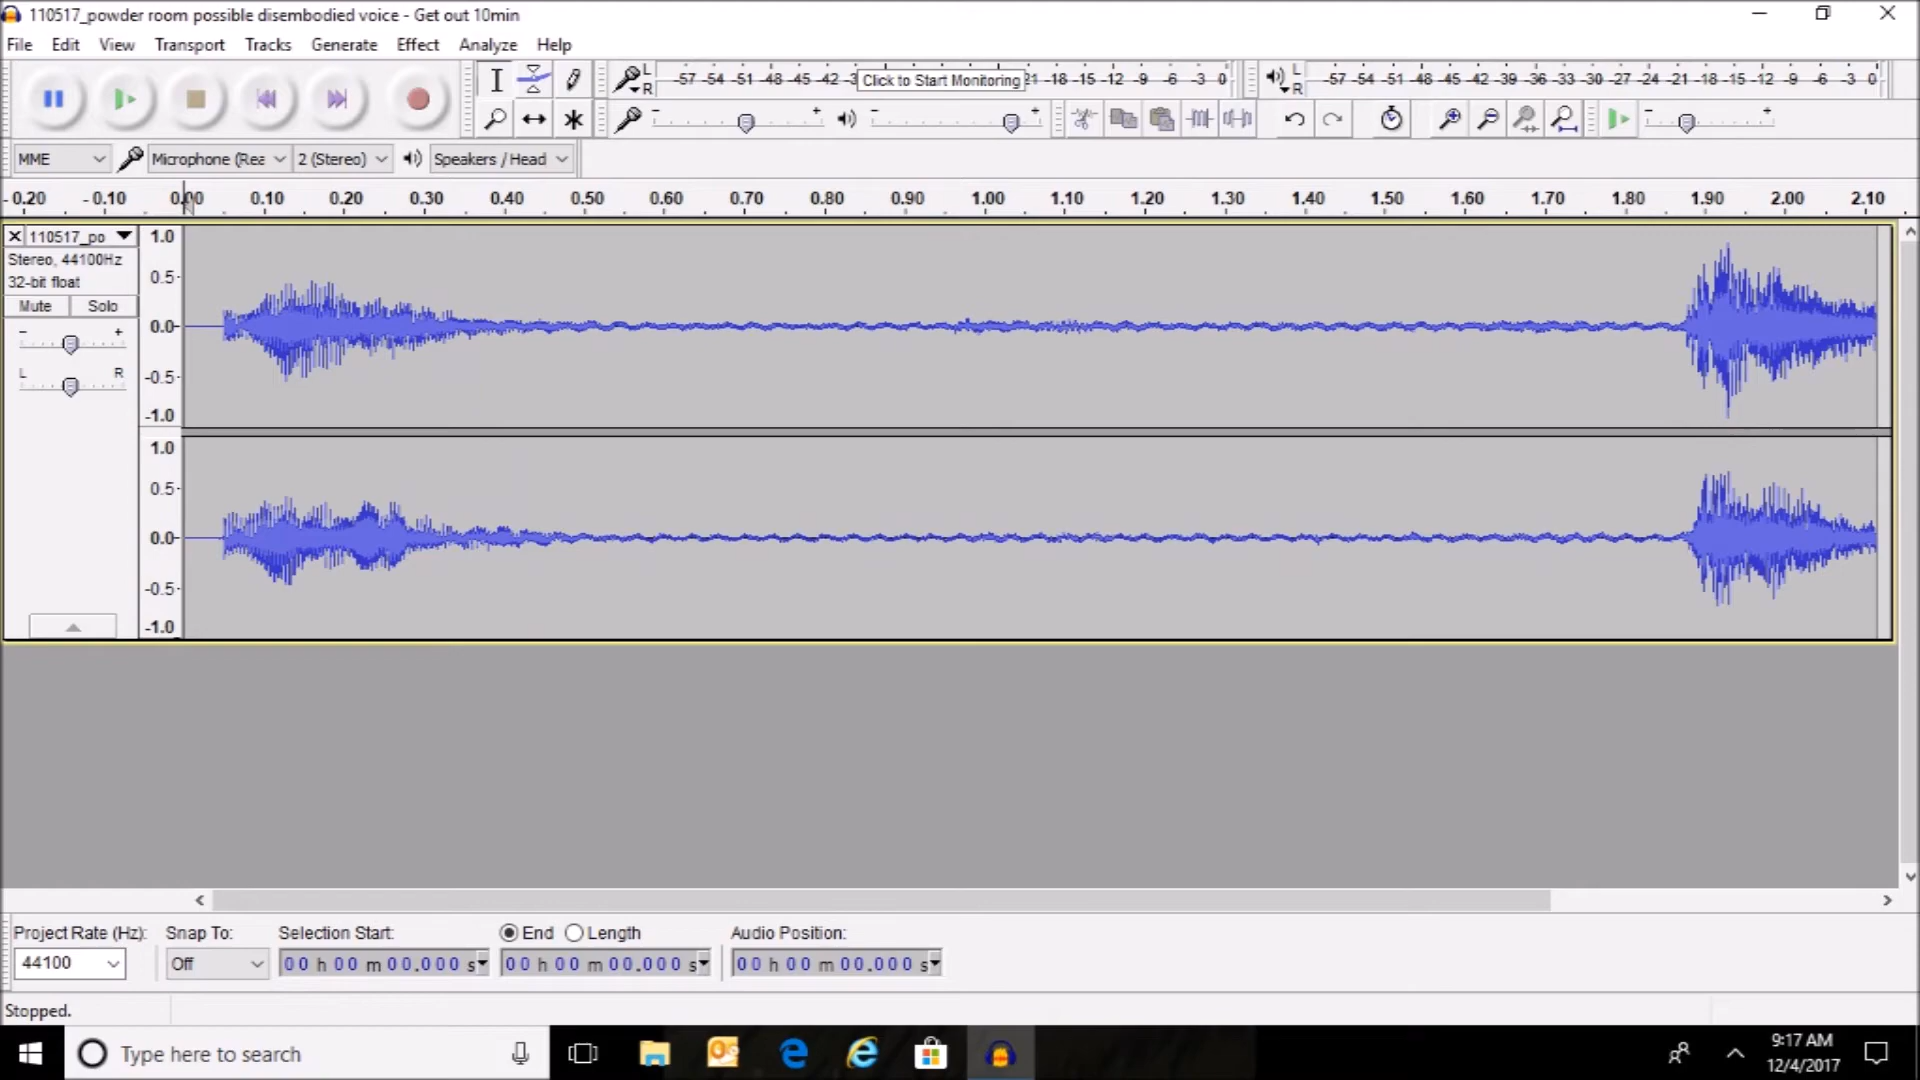 110517_powder room possible disembodied voice - Get out 10min
File Edit View Transport Tracks Generate Effect Analyze Help
L R -57 -54 -51 -48 -45 -42 -3 Click to Start Monitoring 21 -18 -15 -12 -9 -6 -3 0 L R -57 -54 -51 -48 -45 -42 -39 -36 -33 -30 -27 -24 -21 -18 -15 -12 -9 -6 -3 0
- + - + - +
MME Microphone (Rea 2 (Stereo) Speakers / Head
- 0.20 - 0.10 0.00 0.10 0.20 0.30 0.40 0.50 0.60 0.70 0.80 0.90 1.00 1.10 1.20 1.30 1.40 1.50 1.60 1.70 1.80 1.90 2.00 2.10
X 110517_po
Stereo, 44100Hz
32-bit float
Mute Solo
- +
L R
1.0
0.5
0.0
-0.5
-1.0
1.0
0.5
0.0
-0.5
-1.0
Project Rate (Hz): Snap To: Selection Start: End Length Audio Position:
44100 Off 00 h 00 m 00.000 s 00 h 00 m 00.000 s 00 h 00 m 00.000 s
Stopped.
Type here to search
9:17 AM
12/4/2017